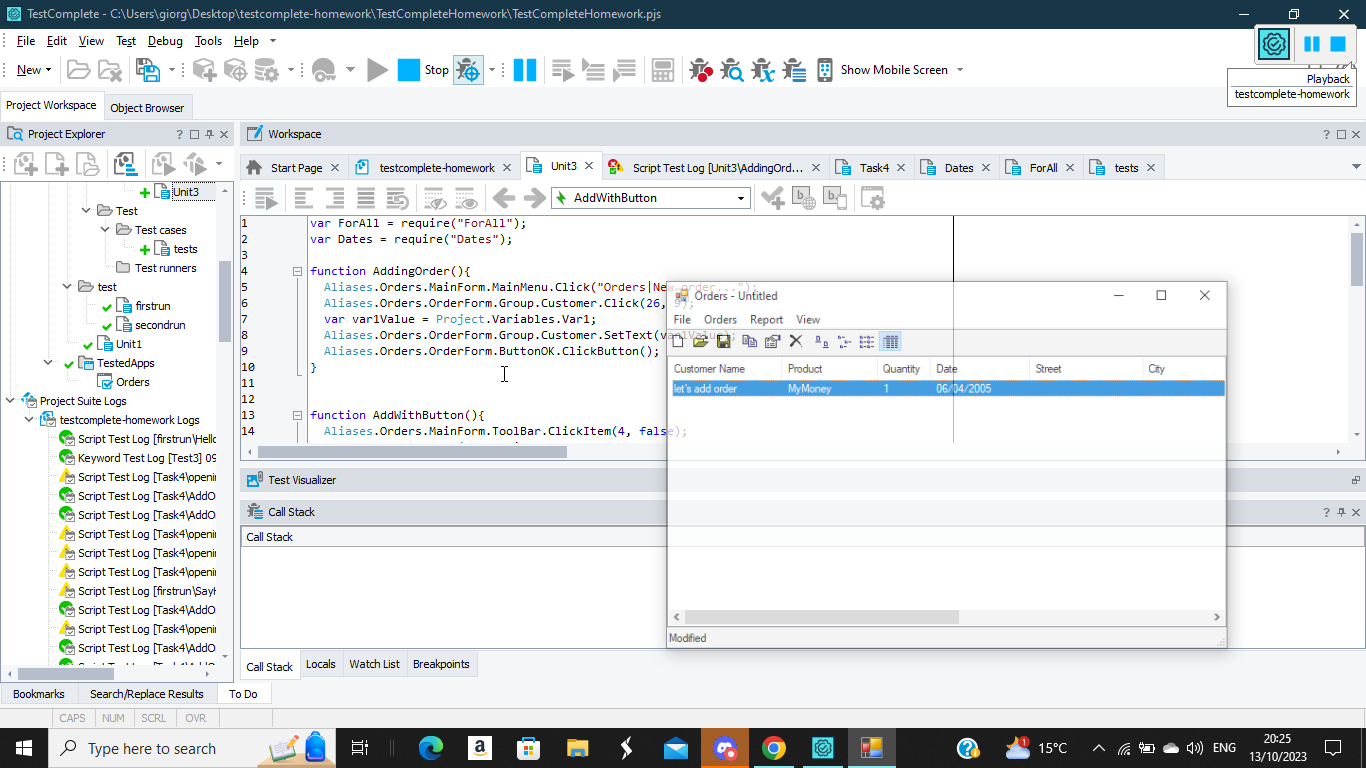 TestComplete - C:\Users\giorg\Desktop\testcomplete-homework\TestCompleteHomework\TestCompleteHomework.pjs
File Edit View Test Debug Tools Help
New Stop Show Mobile Screen
Playback
testcomplete-homework
Project Workspace Object Browser
Project Explorer
Workspace
Start Page testcomplete-homework Unit3 Script Test Log [Unit3\AddingOrd... Task4 Dates ForAll tests
AddWithButton
Unit3
Test
Test cases
tests
Test runners
test
firstrun
secondrun
Unit1
TestedApps
Orders
Project Suite Logs
testcomplete-homework Logs
Script Test Log [firstrun\Hello
Keyword Test Log [Test3] 09
Script Test Log [Task4\openi
Script Test Log [Task4\AddO
Script Test Log [Task4\AddO
Script Test Log [Task4\openi
Script Test Log [Task4\openi
Script Test Log [Task4\openi
Script Test Log [firstrun\SayH
Script Test Log [Task4\AddO
Script Test Log [Task4\openi
Script Test Log [Task4\AddO
1 var ForAll = require("ForAll");
2 var Dates = require("Dates");
3
4 function AddingOrder(){
5 Aliases.Orders.MainForm.MainMenu.Click("Orders|New order...");
6 Aliases.Orders.OrderForm.Group.Customer.Click(26, 9);
7 var var1Value = Project.Variables.Var1;
8 Aliases.Orders.OrderForm.Group.Customer.SetText(var1Value);
9 Aliases.Orders.OrderForm.ButtonOK.ClickButton();
10 }
11
12
13 function AddWithButton(){
14 Aliases.Orders.MainForm.ToolBar.ClickItem(4, false);
Orders - Untitled
File Orders Report View
Customer Name Product Quantity Date Street City
let's add order MyMoney 1 06/04/2005
Modified
Test Visualizer
Call Stack
Call Stack
Call Stack Locals Watch List Breakpoints
Bookmarks Search/Replace Results To Do
CAPS NUM SCRL OVR
Type here to search
15°C
ENG
20:25
13/10/2023